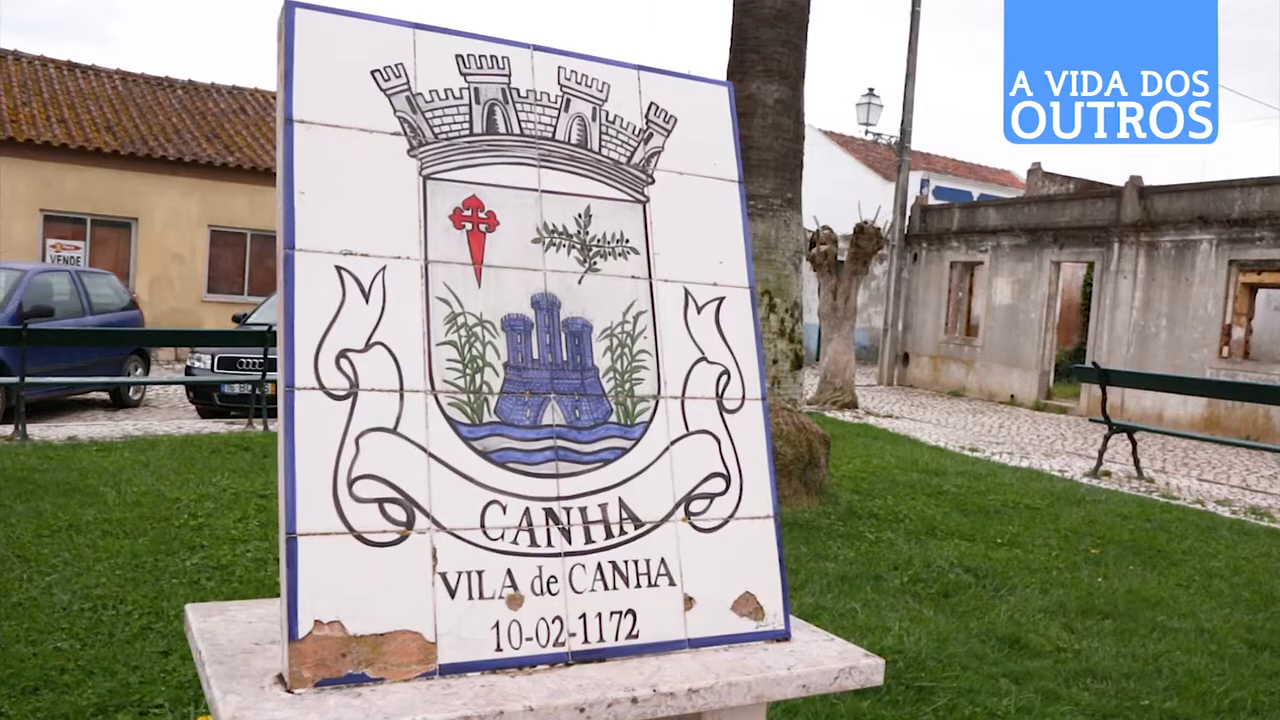 A VIDA DOS
OUTROS
VENDE
CANHA
VILA de CANHA
10-02-1172